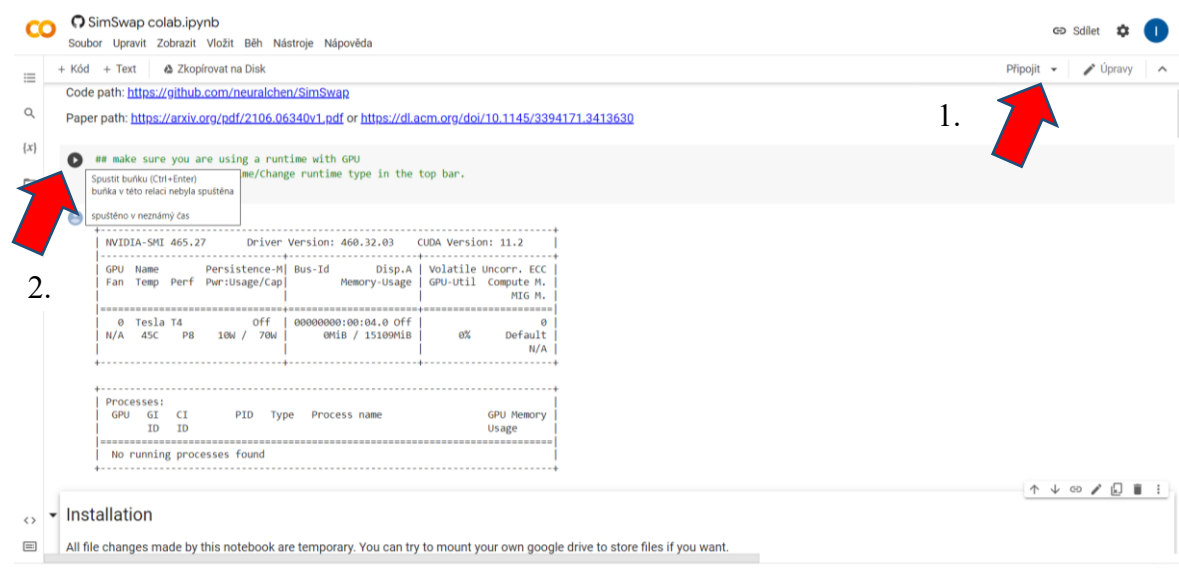 SimSwap colab.ipynb
Soubor Upravit Zobrazit Vložit Běh Nástroje Nápověda
Sdílet
I
+ Kód + Text Zkopírovat na Disk
Připojit Úpravy
Code path: https://github.com/neuralchen/SimSwap
Paper path: https://arxiv.org/pdf/2106.06340v1.pdf or https://dl.acm.org/doi/10.1145/3394171.3413630
1.
{x}
## make sure you are using a runtime with GPU
me/Change runtime type in the top bar.
Spustit buňku (Ctrl+Enter)
buňka v této relaci nebyla spuštěna
spuštěno v neznámý čas
2.
+-----------------------------------------------------------------------------+
| NVIDIA-SMI 465.27 Driver Version: 460.32.03 CUDA Version: 11.2 |
|-------------------------------+----------------------+----------------------+
| GPU Name Persistence-M| Bus-Id Disp.A | Volatile Uncorr. ECC |
| Fan Temp Perf Pwr:Usage/Cap| Memory-Usage | GPU-Util Compute M. |
| | | MIG M. |
|===============================+======================+======================|
| 0 Tesla T4 Off | 00000000:00:04.0 Off | 0 |
| N/A 45C P8 10W / 70W | 0MiB / 15109MiB | 0% Default |
| | | N/A |
+-------------------------------+----------------------+----------------------+
+-----------------------------------------------------------------------------+
| Processes: |
| GPU GI CI PID Type Process name GPU Memory |
| ID ID Usage |
|=============================================================================|
| No running processes found |
+-----------------------------------------------------------------------------+
Installation
All file changes made by this notebook are temporary. You can try to mount your own google drive to store files if you want.